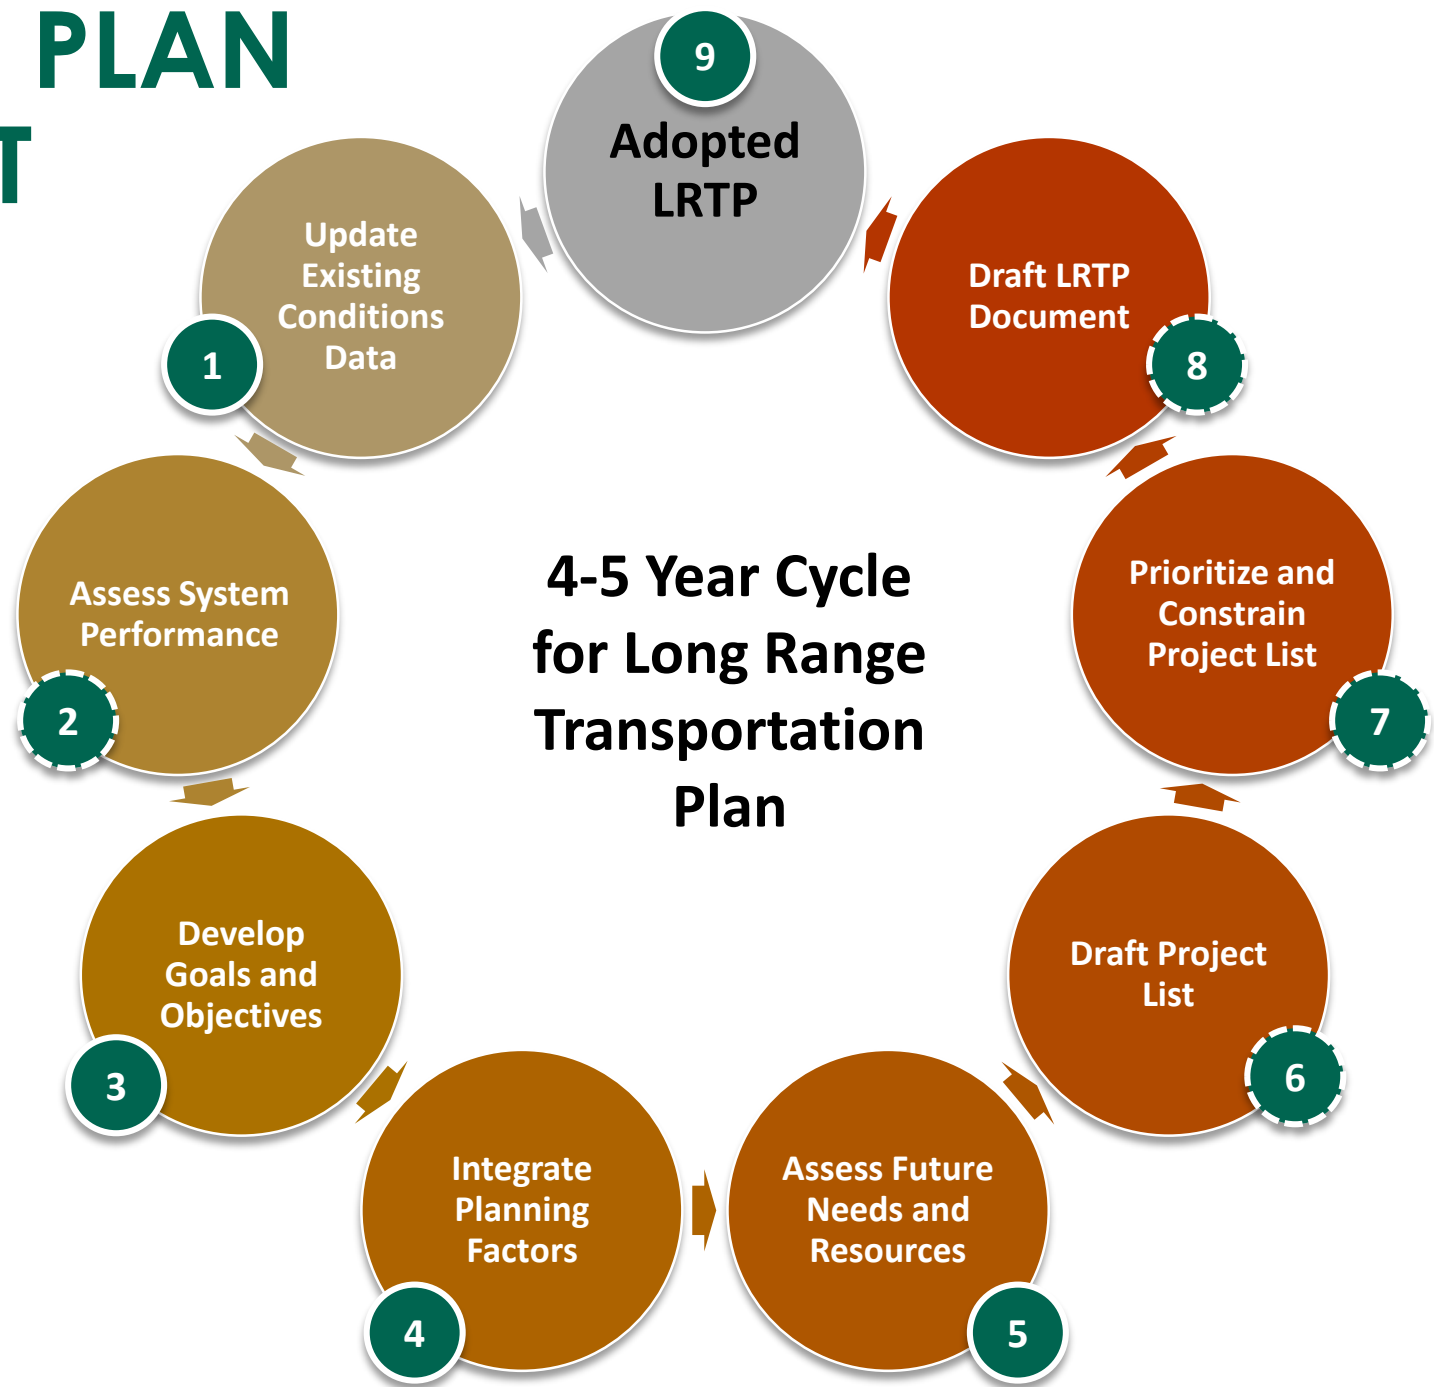 PLAN
T
9
Adopted
LRTP
Update
Existing
Conditions
Data
1
Assess System
Performance
2
Develop
Goals and
Objectives
3
Integrate
Planning
Factors
4
Assess Future
Needs and
Resources
5
Draft Project
List
6
Prioritize and
Constrain
Project List
7
Draft LRTP
Document
8
4-5 Year Cycle
for Long Range
Transportation
Plan